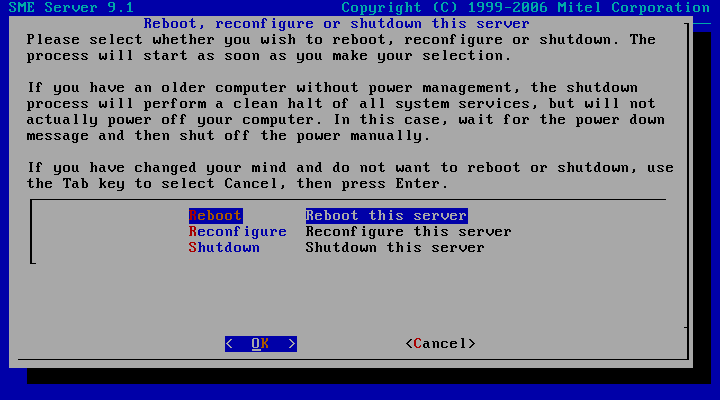 SME Server 9.1 Copyright (C) 1999-2006 Mitel Corporation
Reboot, reconfigure or shutdown this server
Please select whether you wish to reboot, reconfigure or shutdown. The
process will start as soon as you make your selection.
If you have an older computer without power management, the shutdown
process will perform a clean halt of all system services, but will not
actually power off your computer. In this case, wait for the power down
message and then shut off the power manually.
If you have changed your mind and do not want to reboot or shutdown, use
the Tab key to select Cancel, then press Enter.
Reboot Reboot this server
Reconfigure Reconfigure this server
Shutdown Shutdown this server
< OK > <Cancel>